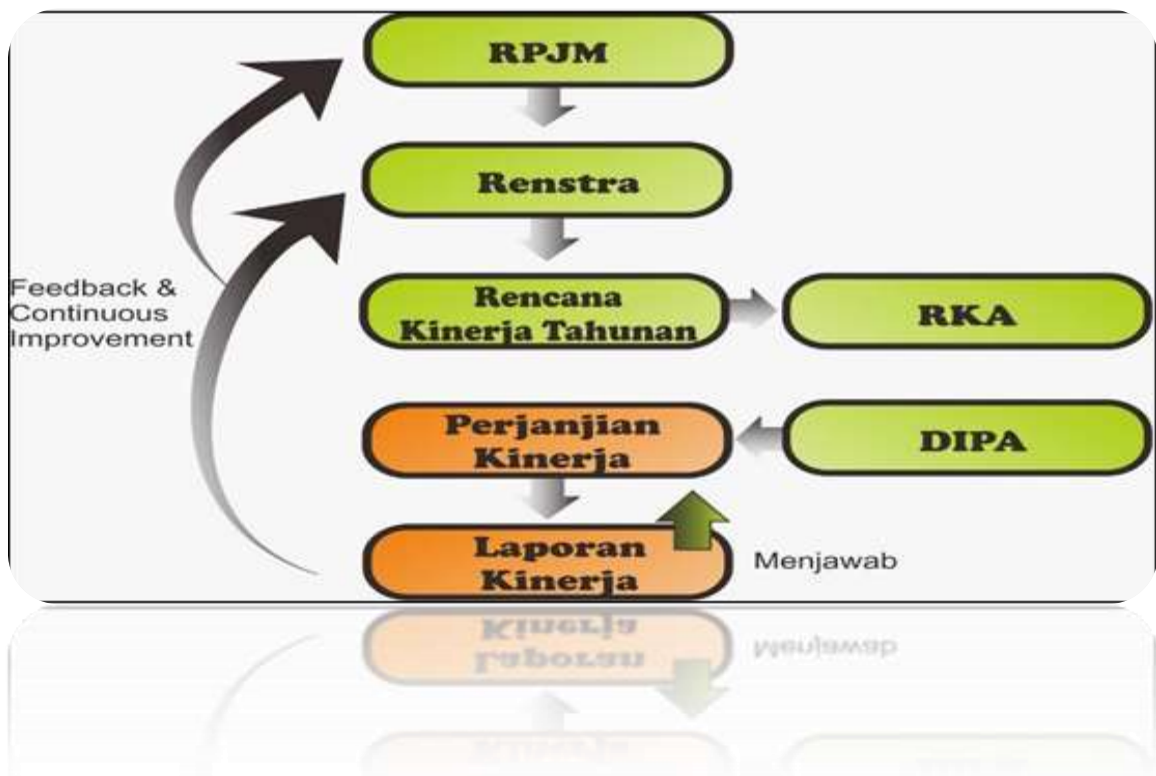 RPJM
Renstra
Feedback &
Continuous
Improvement
Rencana
Kinerja Tahunan
RKA
Perjanjian
Kinerja
DIPA
Laporan
Kinerja
Menjawab